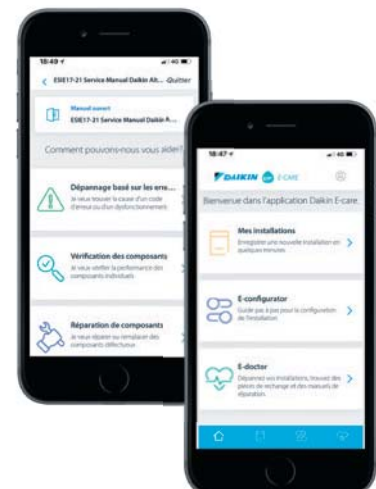 18:49
4G
ESIE17-21 Service Manual Daikin Alt... Quitter
Manuel ouvert
ESIE17-21 Service Manual Daikin A...
Comment pouvons-nous vous aider?
Dépannage basé sur les erre...
Je veux trouver la cause d'un code
d'erreur ou d'un dysfonctionnement
Vérification des composants
Je veux vérifier la performance des
composants individuels
Réparation de composants
Je veux réparer ou remplacer des
composants défectueux
18:47
4G
DAIKIN E-CARE
Bienvenue dans l'application Daikin E-care.
Mes installations
Enregistrer une nouvelle installation en
quelques minutes
E-configurator
Guide pas à pas pour la configuration
de l'installation
E-doctor
Dépannez vos installations, trouvez des
pièces de rechange et des manuels de
réparation.